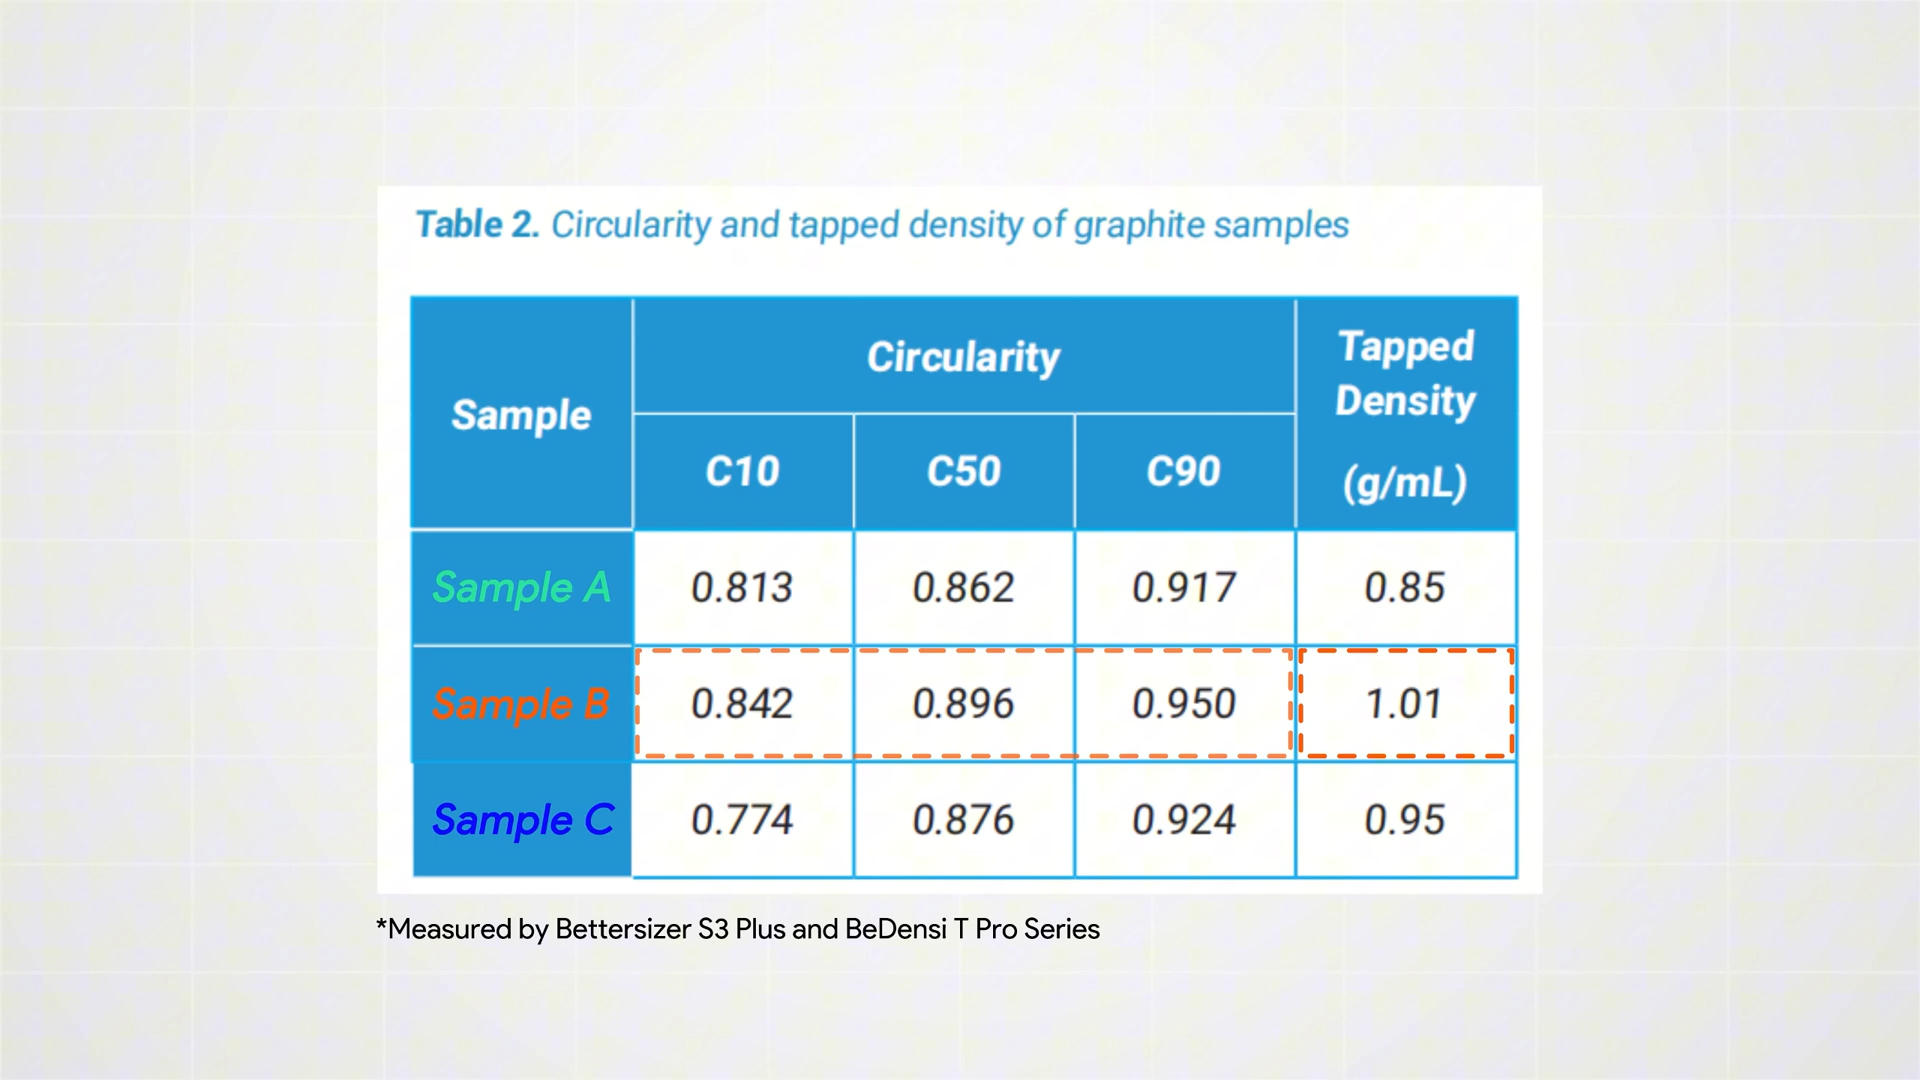 Table 2. Circularity and tapped density of graphite samples
Sample
Circularity
Tapped
Density
(g/mL)
C10 C50 C90
Sample A 0.813 0.862 0.917 0.85
Sample B 0.842 0.896 0.950 1.01
Sample C 0.774 0.876 0.924 0.95
*Measured by Bettersizer S3 Plus and BeDensi T Pro Series